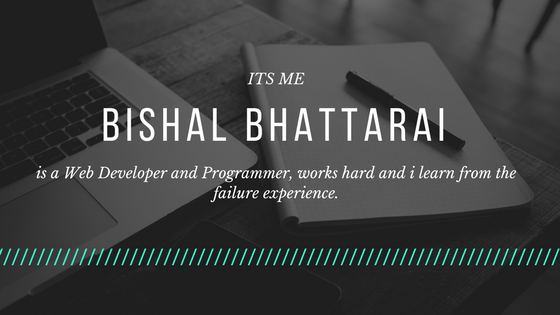 ITS ME
BISHAL BHATTARAI
is a Web Developer and Programmer, works hard and i learn from the
failure experience.